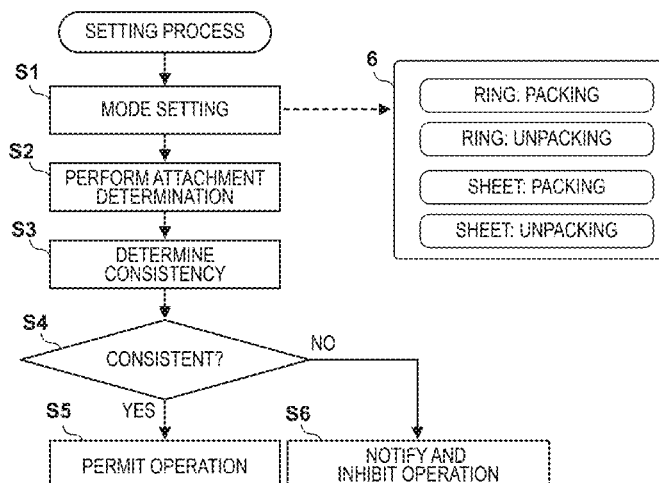 SETTING PROCESS
S1
MODE SETTING
6
RING: PACKING
RING: UNPACKING
SHEET: PACKING
SHEET: UNPACKING
S2
PERFORM ATTACHMENT
DETERMINATION
S3
DETERMINE
CONSISTENCY
S4
CONSISTENT?
NO
YES
S5
PERMIT OPERATION
S6
NOTIFY AND
INHIBIT OPERATION